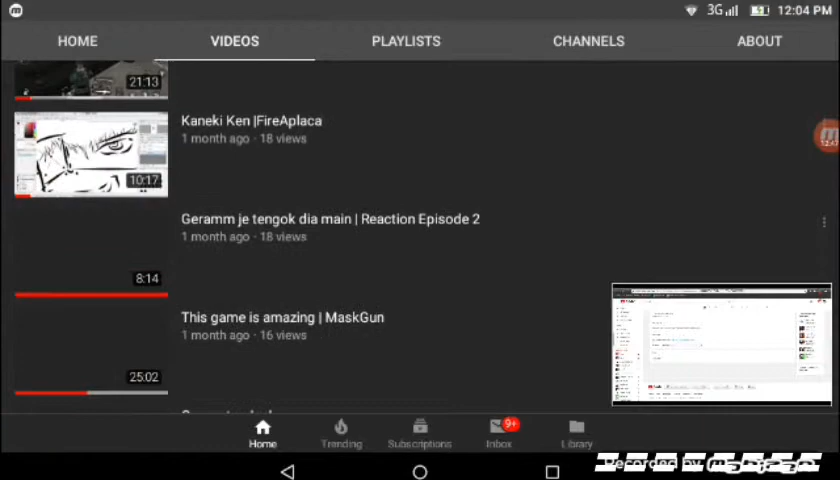 3G 12:04 PM
HOME VIDEOS PLAYLISTS CHANNELS ABOUT
21:13
Kaneki Ken |FireAplaca
1 month ago · 18 views
10:17
Geramm je tengok dia main | Reaction Episode 2
1 month ago · 18 views
8:14
This game is amazing | MaskGun
1 month ago · 16 views
25:02
9+
Home Trending Subscriptions Inbox Library
Recorded by